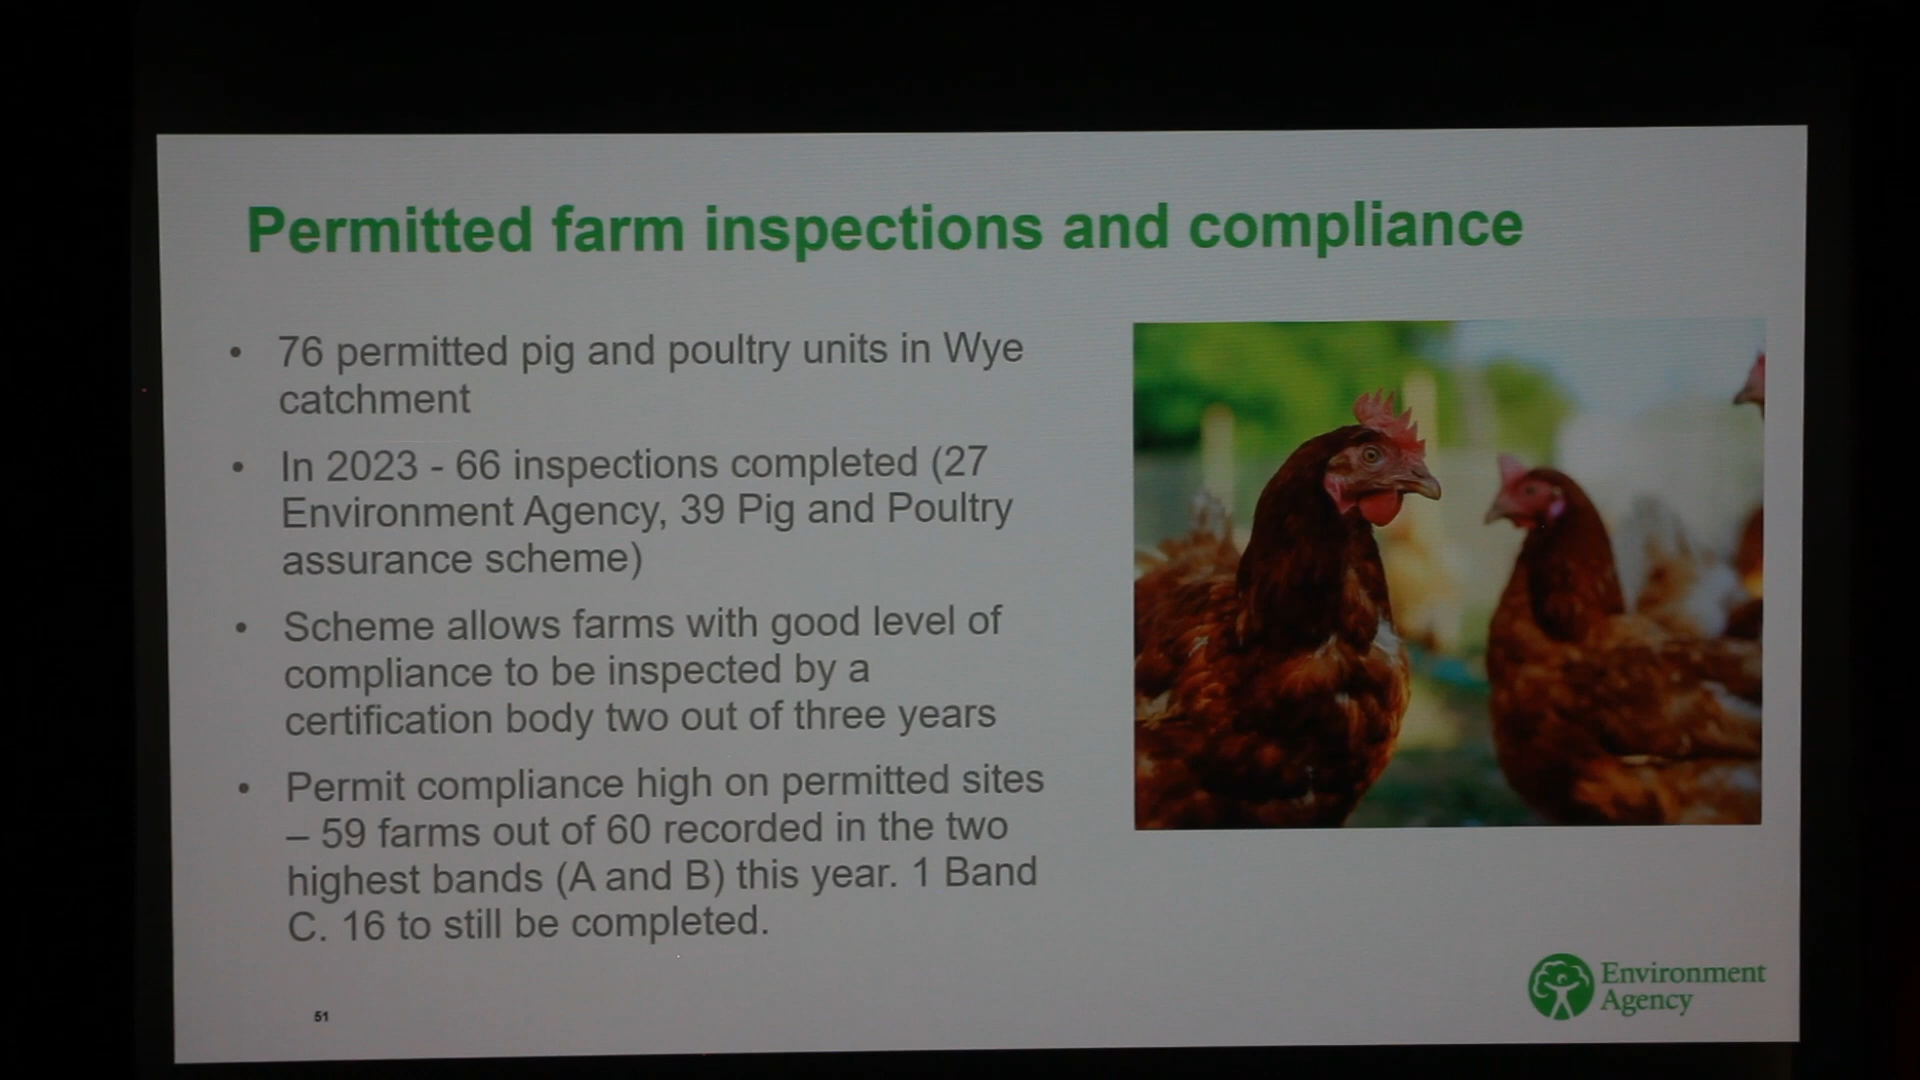 Permitted farm inspections and compliance
• 76 permitted pig and poultry units in Wye
catchment
• In 2023 - 66 inspections completed (27
Environment Agency, 39 Pig and Poultry
assurance scheme)
• Scheme allows farms with good level of
compliance to be inspected by a
certification body two out of three years
• Permit compliance high on permitted sites
– 59 farms out of 60 recorded in the two
highest bands (A and B) this year. 1 Band
C. 16 to still be completed.
51
Environment
Agency